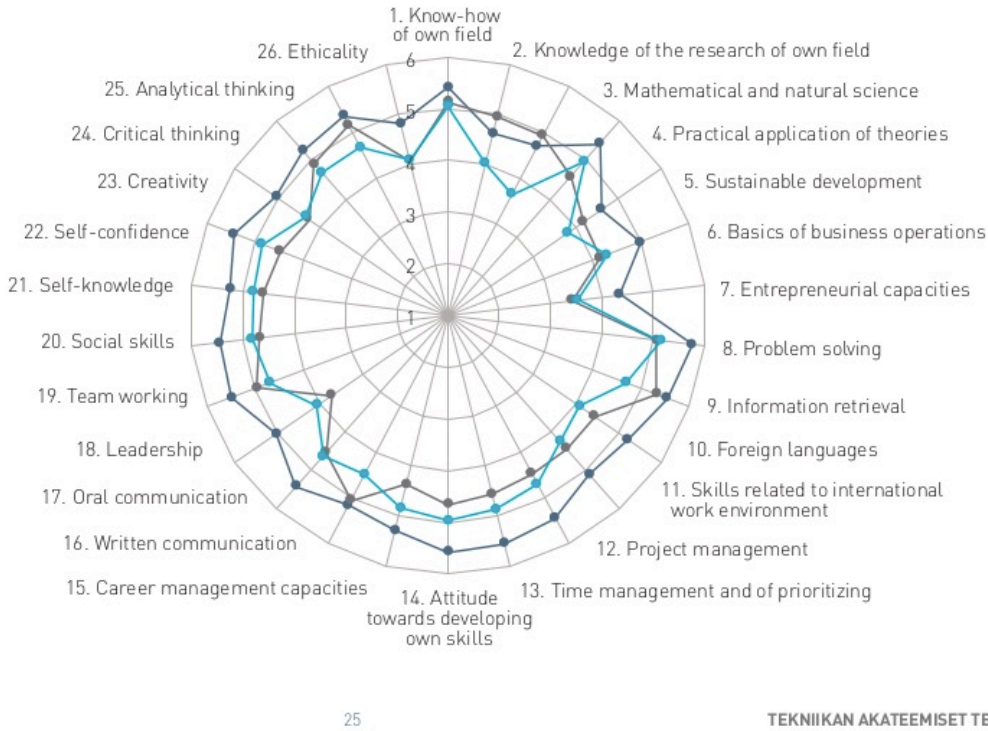 1. Know-how
of own field
2. Knowledge of the research of own field
3. Mathematical and natural science
4. Practical application of theories
5. Sustainable development
6. Basics of business operations
7. Entrepreneurial capacities
8. Problem solving
9. Information retrieval
10. Foreign languages
11. Skills related to international
work environment
12. Project management
13. Time management and of prioritizing
14. Attitude
towards developing
own skills
15. Career management capacities
16. Written communication
17. Oral communication
18. Leadership
19. Team working
20. Social skills
21. Self-knowledge
22. Self-confidence
23. Creativity
24. Critical thinking
25. Analytical thinking
26. Ethicality
6
5
4
3
2
1
25
TEKNIIKAN AKATEEMISET TE